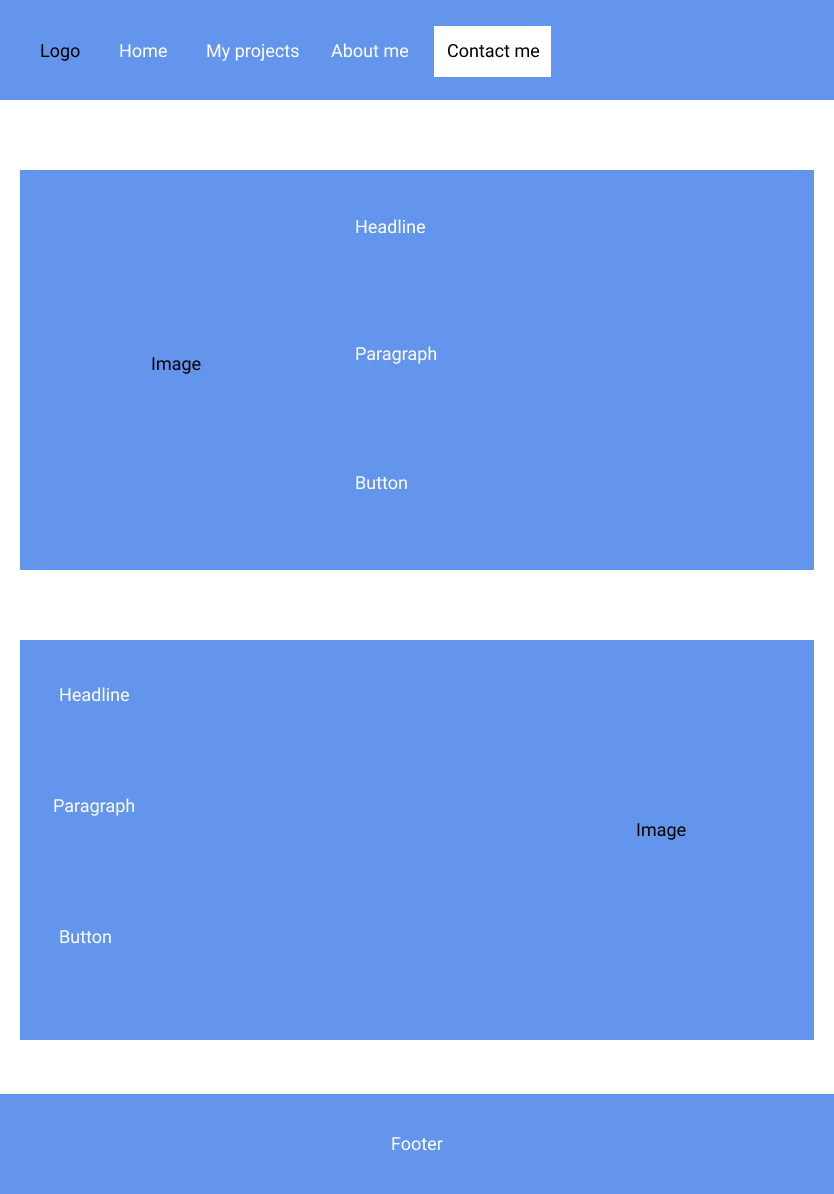 Logo Home My projects About me Contact me
Headline
Paragraph
Image
Button
Headline
Paragraph
Image
Button
Footer